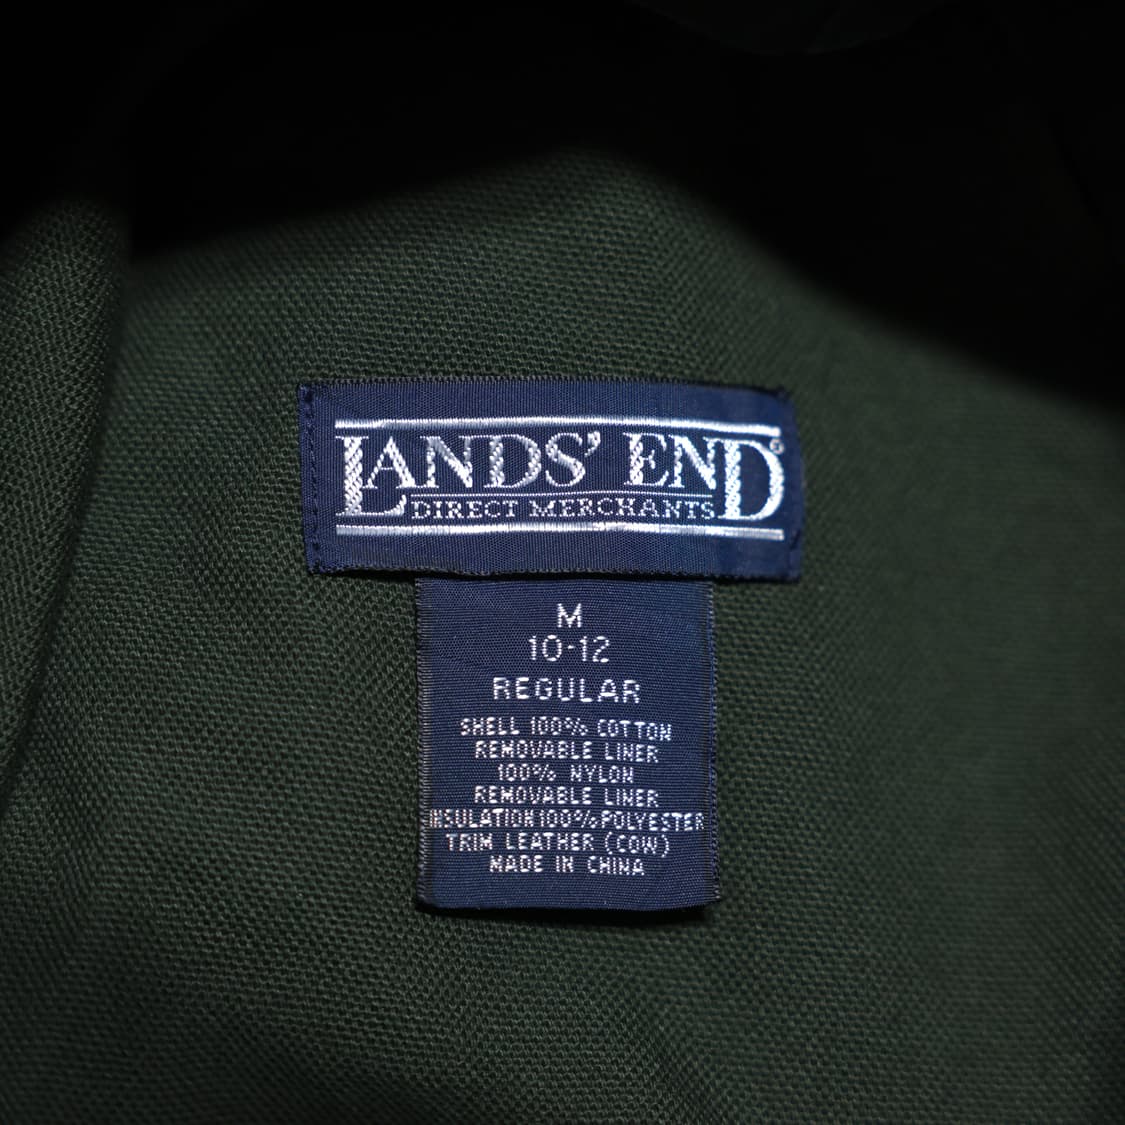 LANDS' END
DIRECT MERCHANTS
M
10-12
REGULAR
SHELL 100% COTTON
REMOVABLE LINER
100% NYLON
REMOVABLE LINER
INSULATION 100% POLYESTER
TRIM LEATHER (COW)
MADE IN CHINA